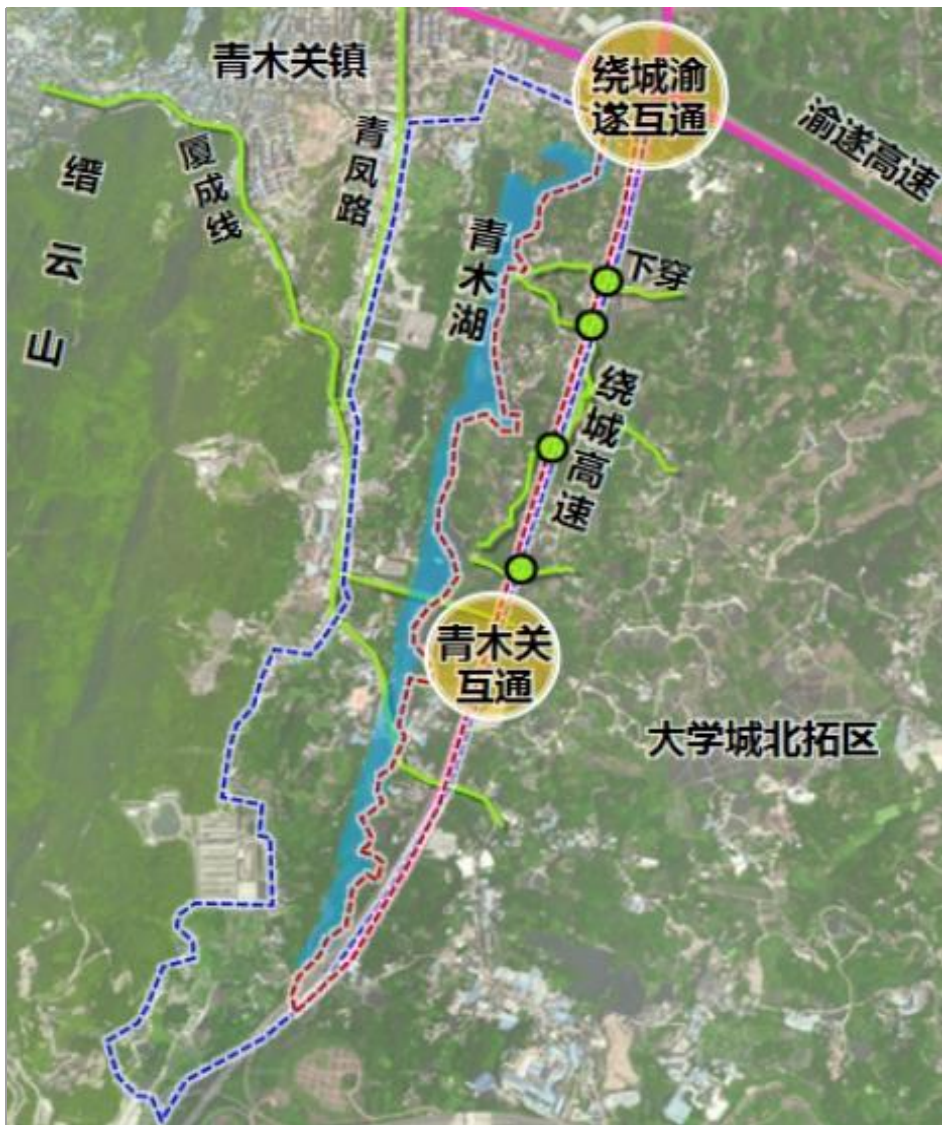 青木关镇
绕城渝
遂互通
渝遂高速
厦成线
青凤路
缙云山
青木湖
下穿
绕城高速
青木关
互通
大学城北拓区